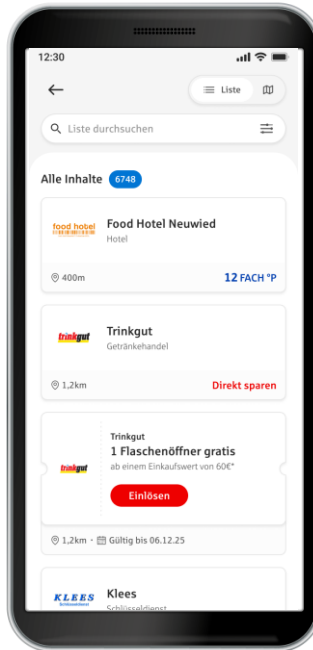 12:30
Liste
Liste durchsuchen
Alle Inhalte 6748
food hotel
Food Hotel Neuwied
Hotel
400m
12 FACH °P
trinkgut
Trinkgut
Getränkehandel
1,2km
Direkt sparen
Trinkgut
1 Flaschenöffner gratis
trinkgut
ab einem Einkaufswert von 60€*
Einlösen
1,2km · Gültig bis 06.12.25
KLEES
Schlüsseldienst
Klees
Schlüsseldienst